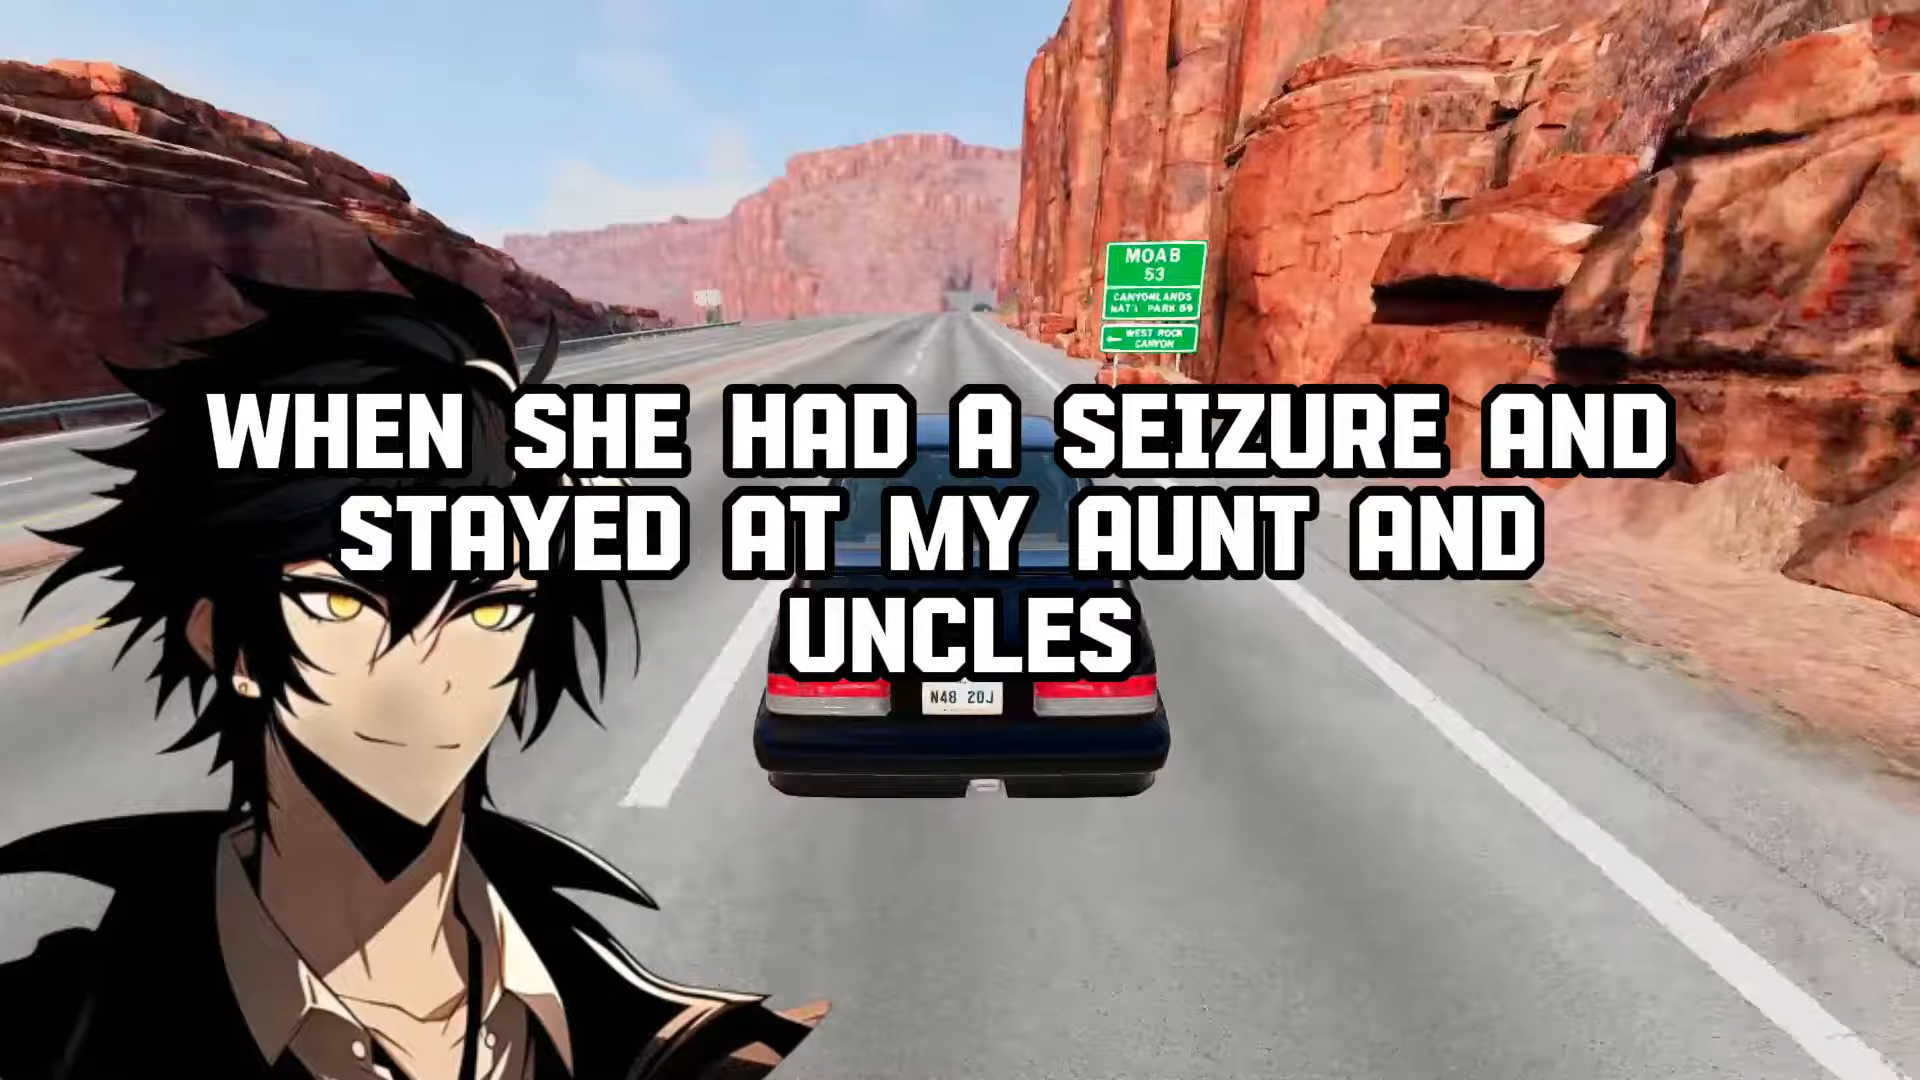 MOAB
53
CANYONLANDS
NAT'L PARK 59
WEST ROCK
CANYON
WHEN SHE HAD A SEIZURE AND
STAYED AT MY AUNT AND
UNCLES
N48 20J